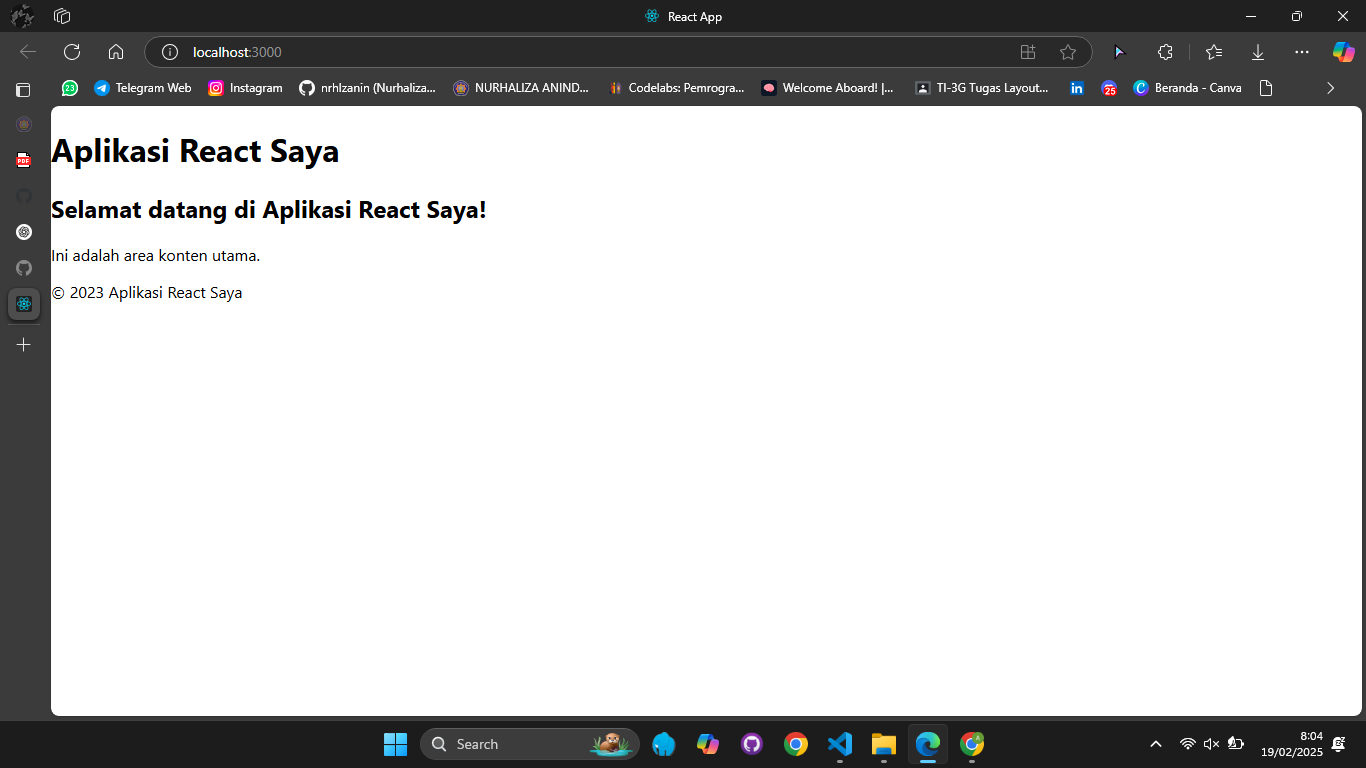 React App
localhost:3000
23
Telegram Web
Instagram
nrhlzanin (Nurhaliza...
NURHALIZA ANIND...
Codelabs: Pemrogra...
Welcome Aboard! |...
TI-3G Tugas Layout...
in
25
Beranda - Canva
PDF
Aplikasi React Saya
Selamat datang di Aplikasi React Saya!
Ini adalah area konten utama.
© 2023 Aplikasi React Saya
Search
8:04
19/02/2025